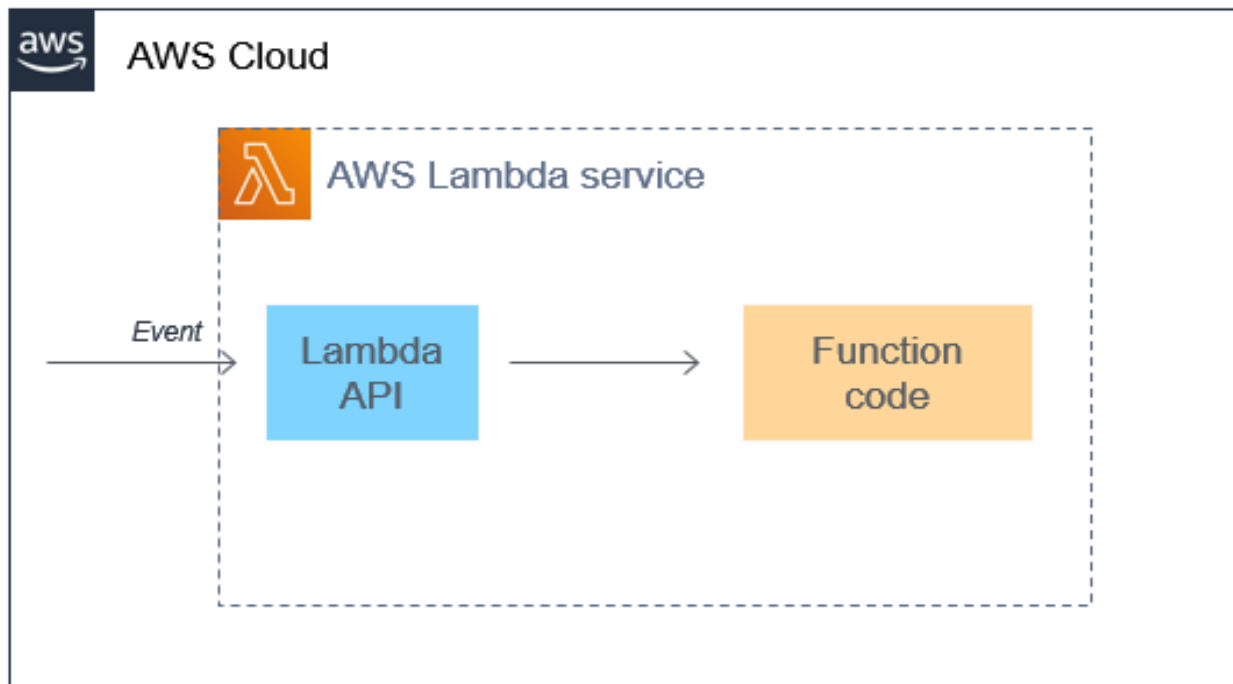 aws
AWS Cloud
AWS Lambda service
Event
Lambda
API
Function
code